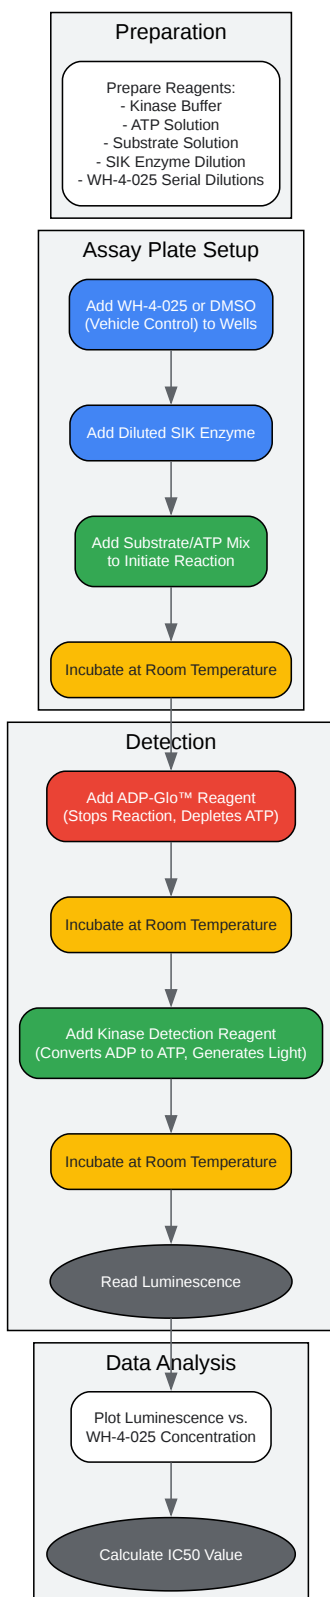 Preparation
Prepare Reagents:
- Kinase Buffer
- ATP Solution
- Substrate Solution
- SIK Enzyme Dilution
- WH-4-025 Serial Dilutions
Assay Plate Setup
Add WH-4-025 or DMSO
(Vehicle Control) to Wells
Add Diluted SIK Enzyme
Add Substrate/ATP Mix
to Initiate Reaction
Incubate at Room Temperature
Detection
Add ADP-Glo™ Reagent
(Stops Reaction, Depletes ATP)
Incubate at Room Temperature
Add Kinase Detection Reagent
(Converts ADP to ATP, Generates Light)
Incubate at Room Temperature
Read Luminescence
Data Analysis
Plot Luminescence vs.
WH-4-025 Concentration
Calculate IC50 Value